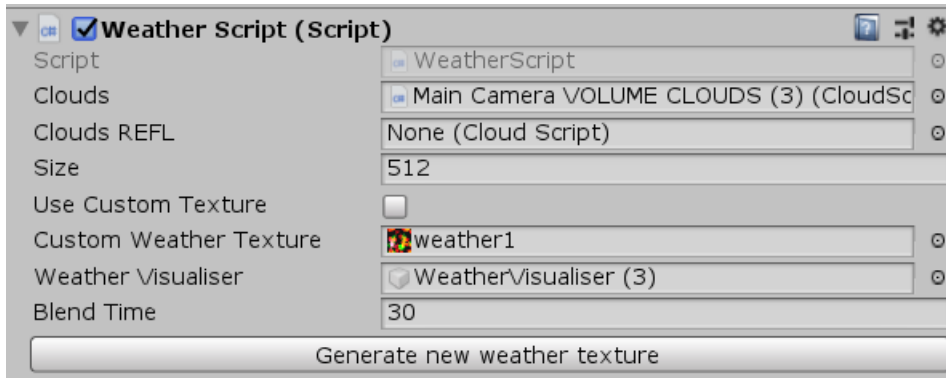 Weather Script (Script)
Script WeatherScript
Clouds Main Camera VOLUME CLOUDS (3) (CloudSc
Clouds REFL None (Cloud Script)
Size 512
Use Custom Texture
Custom Weather Texture weather1
Weather Visualiser WeatherVisualiser (3)
Blend Time 30
Generate new weather texture